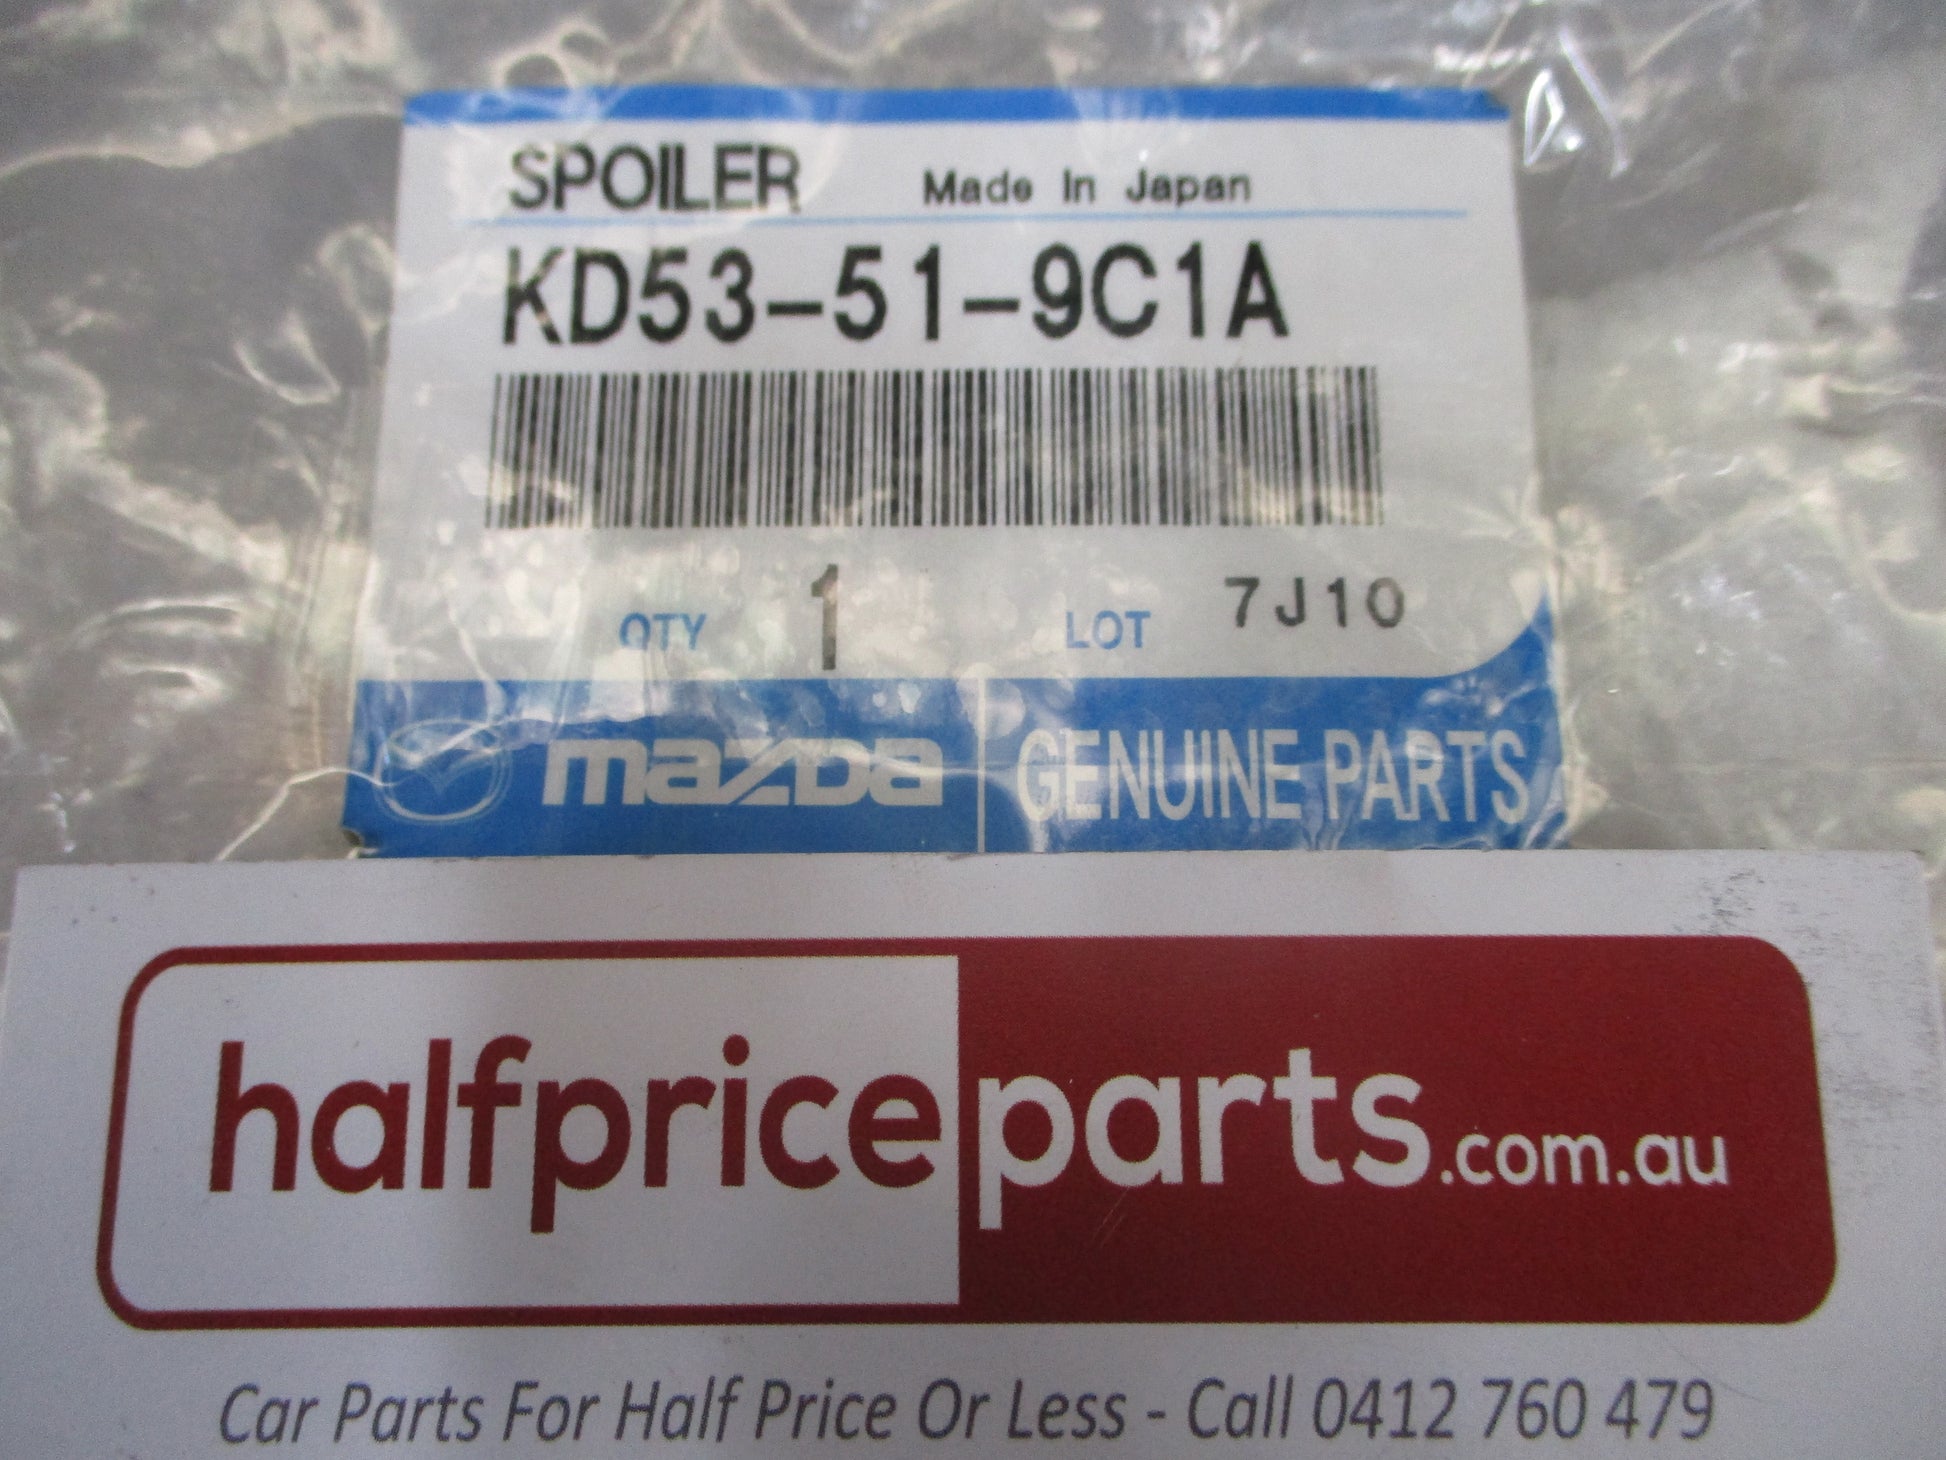 SPOILER Made In Japan
KD53-51-9C1A
QTY 1 LOT 7J10
mazda GENUINE PARTS
halfpriceparts.com.au
Car Parts For Half Price Or Less - Call 0412 760 479